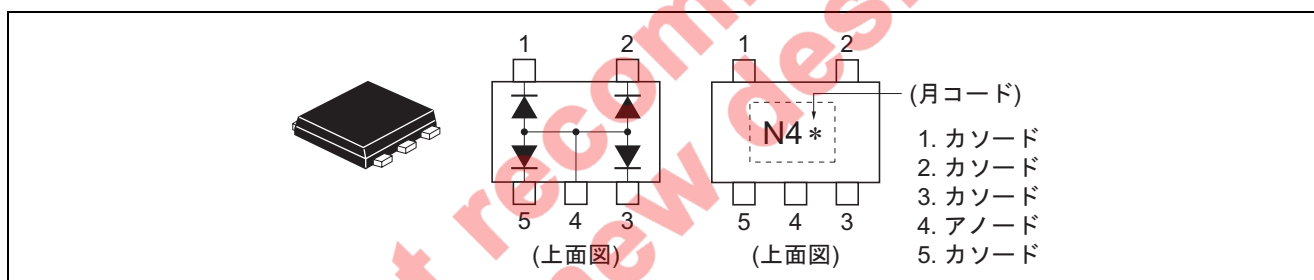 1 2
5 4 3
(上面図)
1 2
N4 *
5 4 3
(上面図)
(月コード)
1. カソード
2. カソード
3. カソード
4. アノード
5. カソード